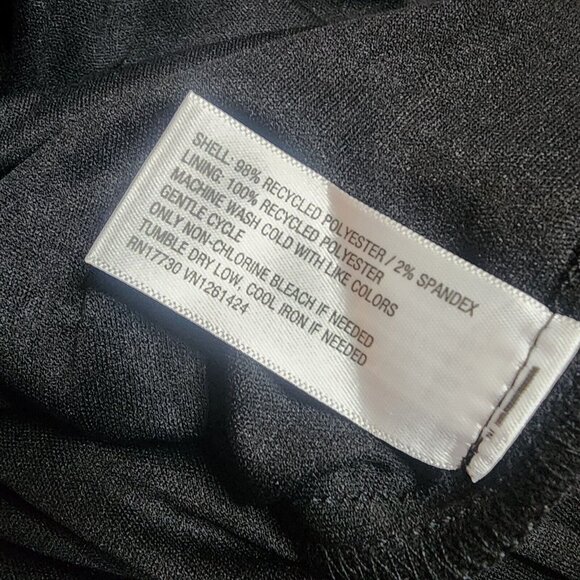 SHELL: 98% RECYCLED POLYESTER / 2% SPANDEX
LINING: 100% RECYCLED POLYESTER
MACHINE WASH COLD WITH LIKE COLORS
GENTLE CYCLE
ONLY NON-CHLORINE BLEACH IF NEEDED
TUMBLE DRY LOW, COOL IRON IF NEEDED
RN17730 VN1261424